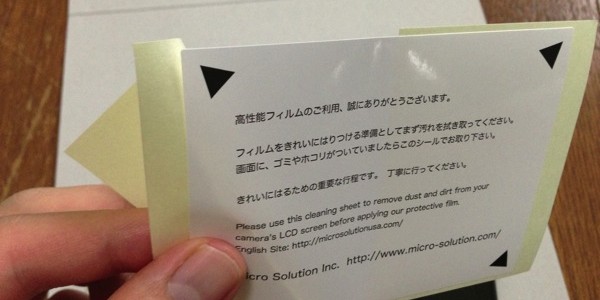 高性能フィルムのご利用、誠にありがとうございます。
フィルムをきれいにはりつける準備としてまず汚れを拭き取ってください。
画面に、ゴミやホコリがついていましたらこのシールでお取り下さい。
きれいにはるための重要な行程です。 丁寧に行ってください。
Please use this cleaning sheet to remove dust and dirt from your
camera's LCD screen before applying our protective film.
English Site: http://microsolutionusa.com/
icro Solution Inc. http://www.micro-solution.com/